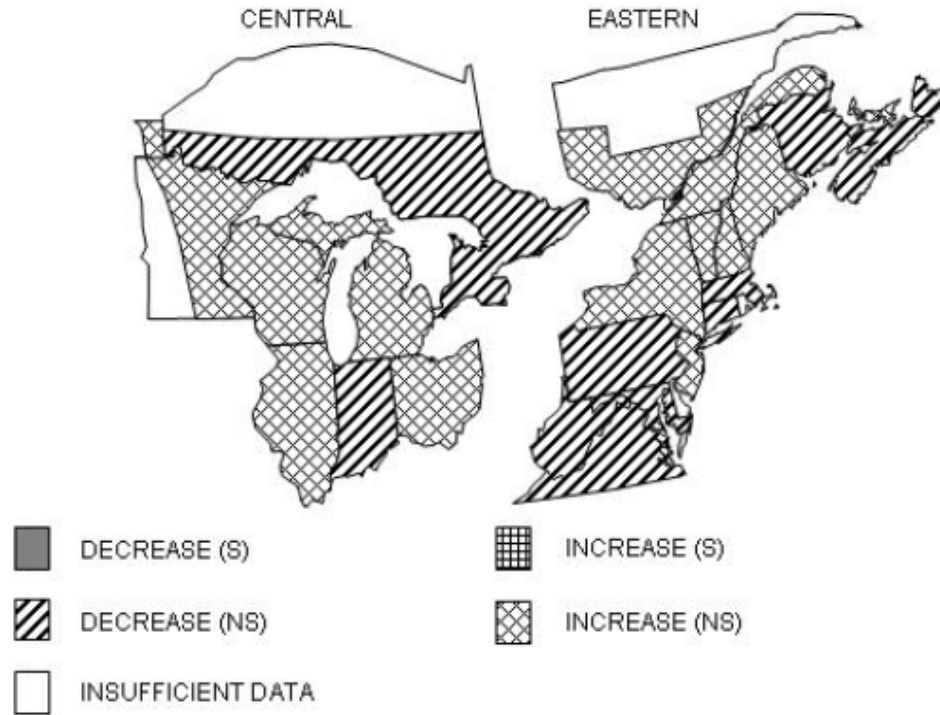 CENTRAL
EASTERN
DECREASE (S)
INCREASE (S)
DECREASE (NS)
INCREASE (NS)
INSUFFICIENT DATA